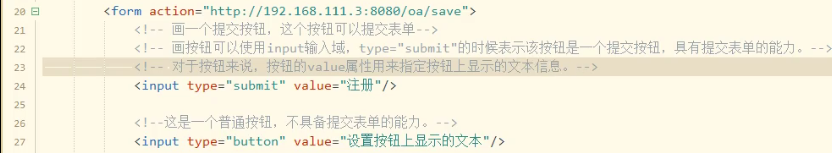 20 <form action="http://192.168.111.3:8080/oa/save">
21 <!-- 画一个提交按钮，这个按钮可以提交表单-->
22 <!-- 画按钮可以使用input输入域，type="submit"的时候表示该按钮是一个提交按钮，具有提交表单的能力。-->
23 <!-- 对于按钮来说，按钮的value属性用来指定按钮上显示的文本信息。-->
24 <input type="submit" value="注册"/>
25
26 <!--这是一个普通按钮，不具备提交表单的能力。-->
27 <input type="button" value="设置按钮上显示的文本"/>